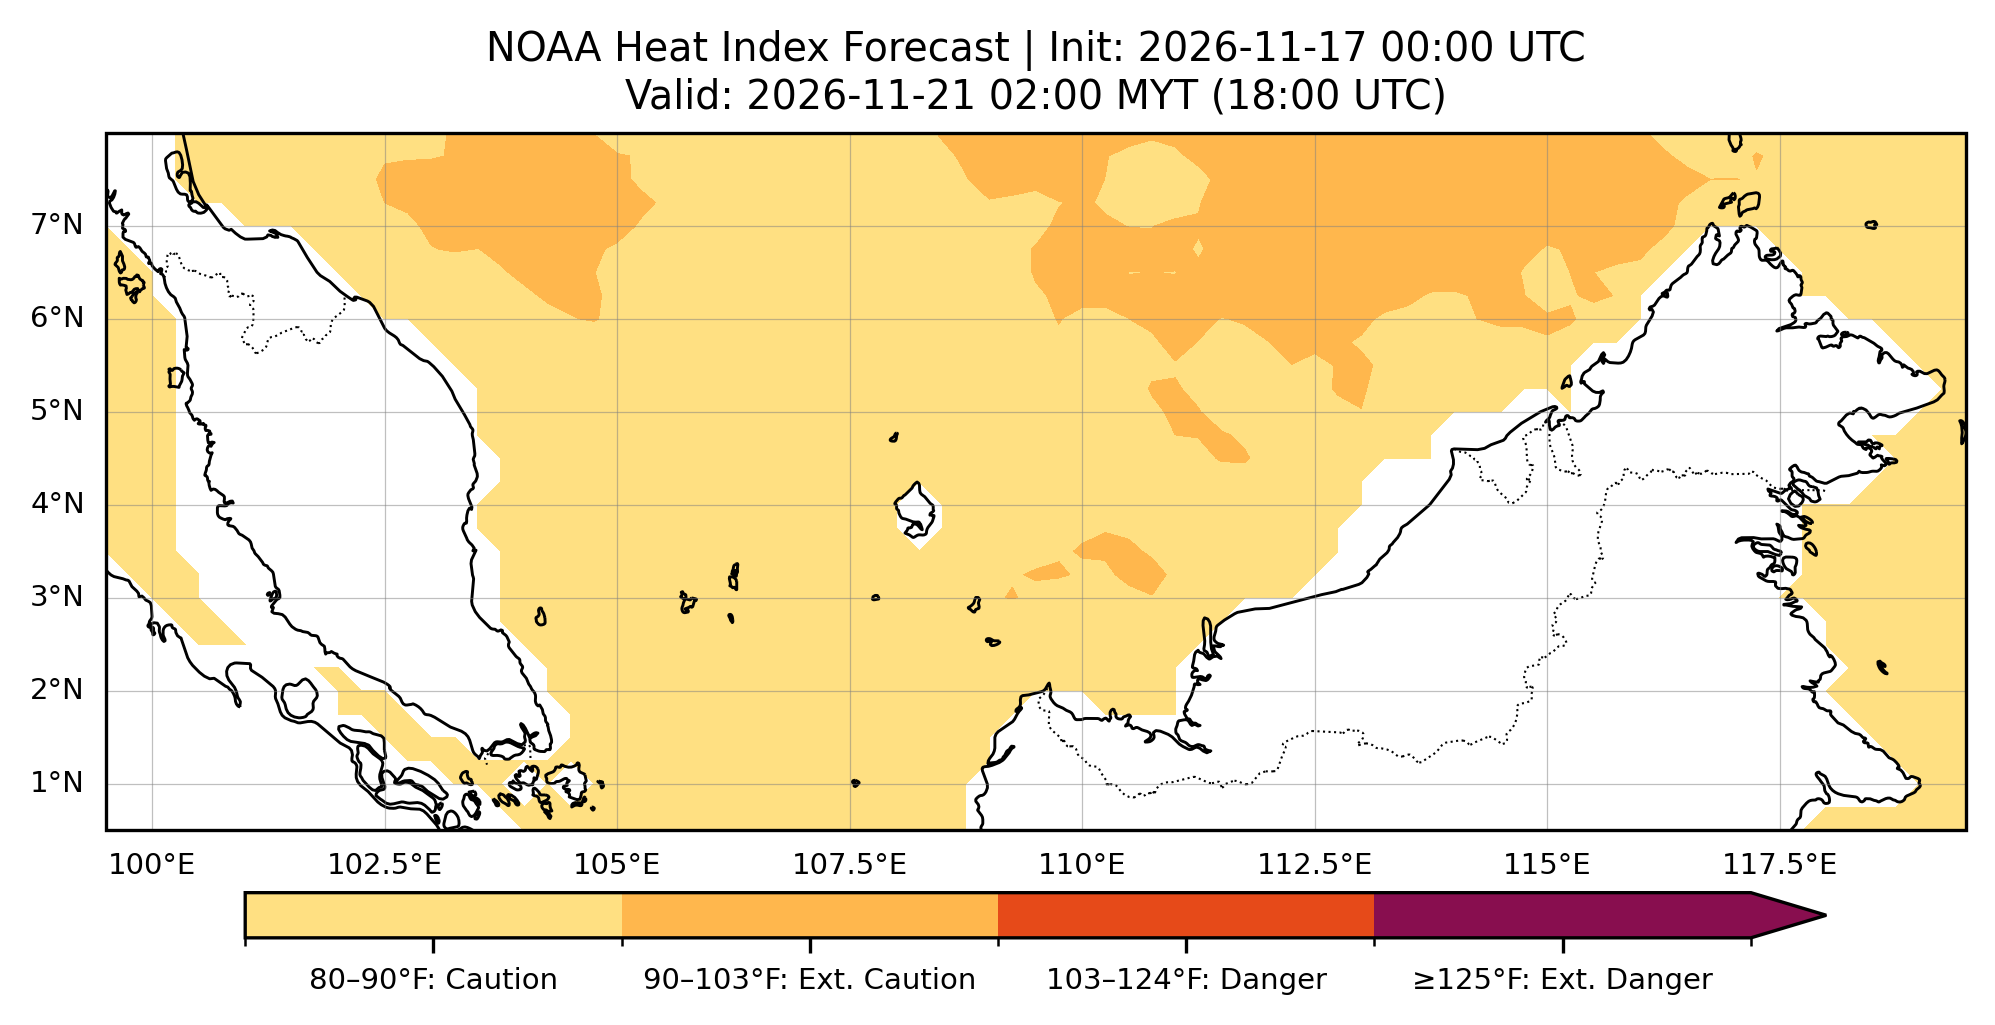 NOAA Heat Index Forecast | Init: 2026-11-17 00:00 UTC
Valid: 2026-11-21 02:00 MYT (18:00 UTC)
7°N
6°N
5°N
4°N
3°N
2°N
1°N
100°E
102.5°E
105°E
107.5°E
110°E
112.5°E
115°E
117.5°E
80–90°F: Caution
90–103°F: Ext. Caution
103–124°F: Danger
≥125°F: Ext. Danger